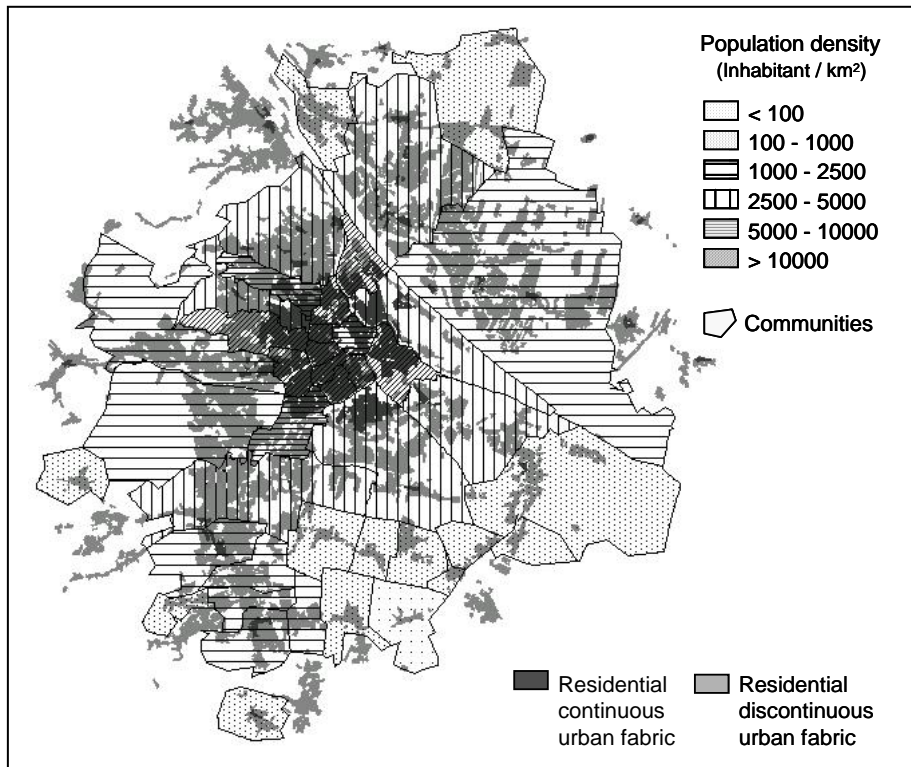 Population density
(Inhabitant / km²)
< 100
100 - 1000
1000 - 2500
2500 - 5000
5000 - 10000
> 10000
Communities
Residential
continuous
urban fabric
Residential
discontinuous
urban fabric